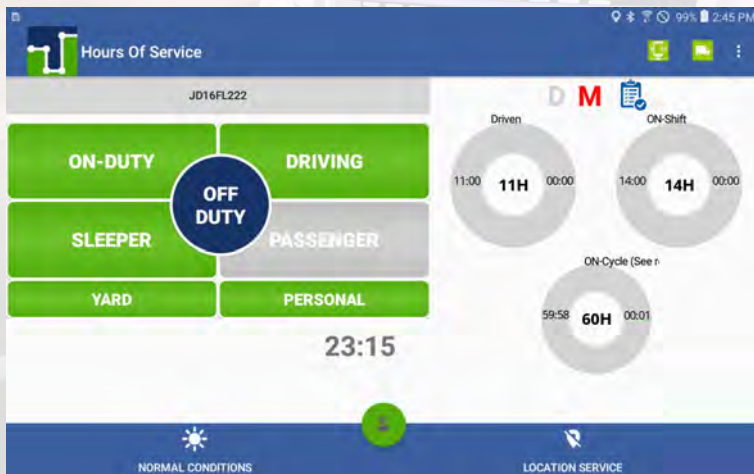 99% 2:45 PM
Hours Of Service
JD16FL222
D M
ON-DUTY
DRIVING
OFF
DUTY
SLEEPER
PASSENGER
YARD
PERSONAL
23:15
Driven
11:00 11H 00:00
ON-Shift
14:00 14H 00:00
ON-Cycle (See r
59:58 60H 00:01
NORMAL CONDITIONS
LOCATION SERVICE